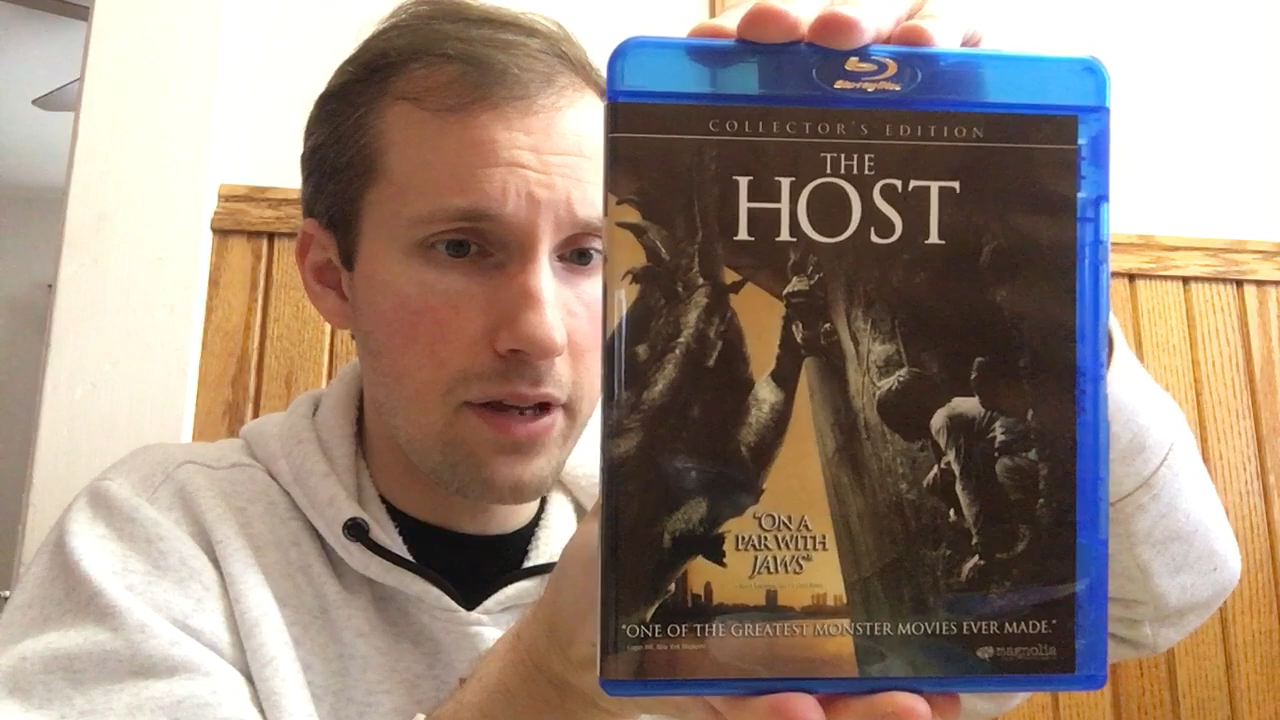 Blu-ray Disc
COLLECTOR'S EDITION
THE
HOST
"ON A
PAR WITH
JAWS"
"ONE OF THE GREATEST MONSTER MOVIES EVER MADE."
magnolia